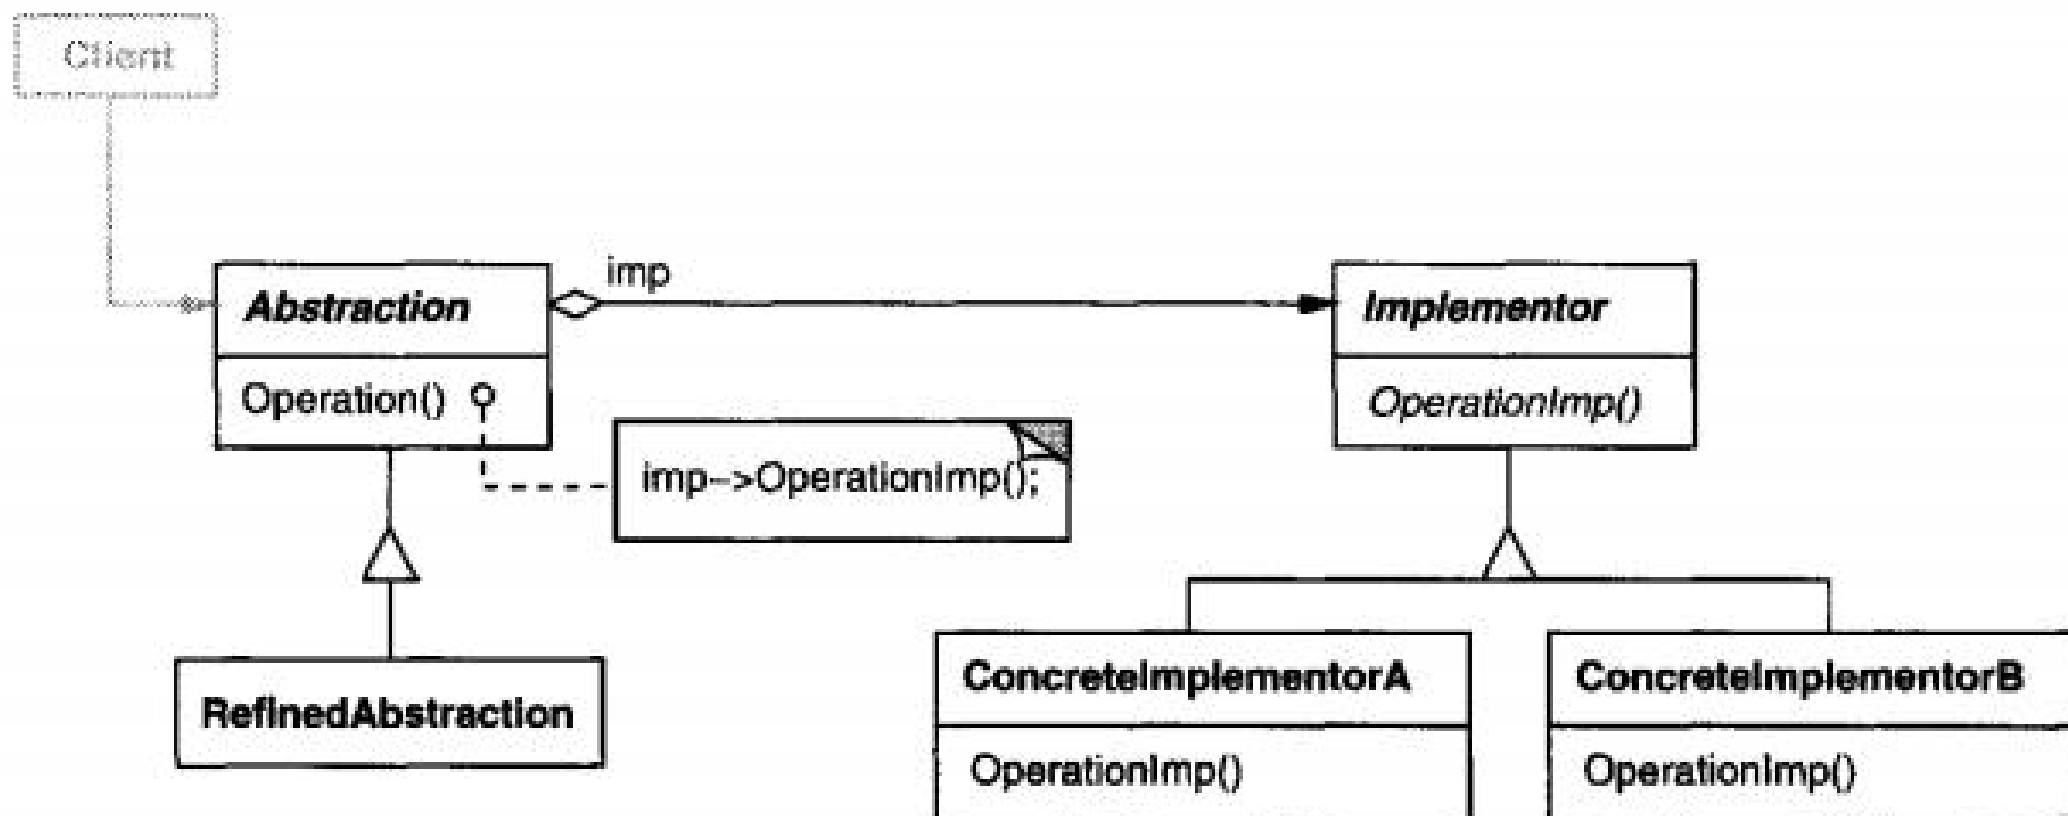 Client
imp
Abstraction
Implementor
Operation()
OperationImp()
imp->OperationImp();
RefinedAbstraction
ConcreteImplementorA
ConcreteImplementorB
OperationImp()
OperationImp()